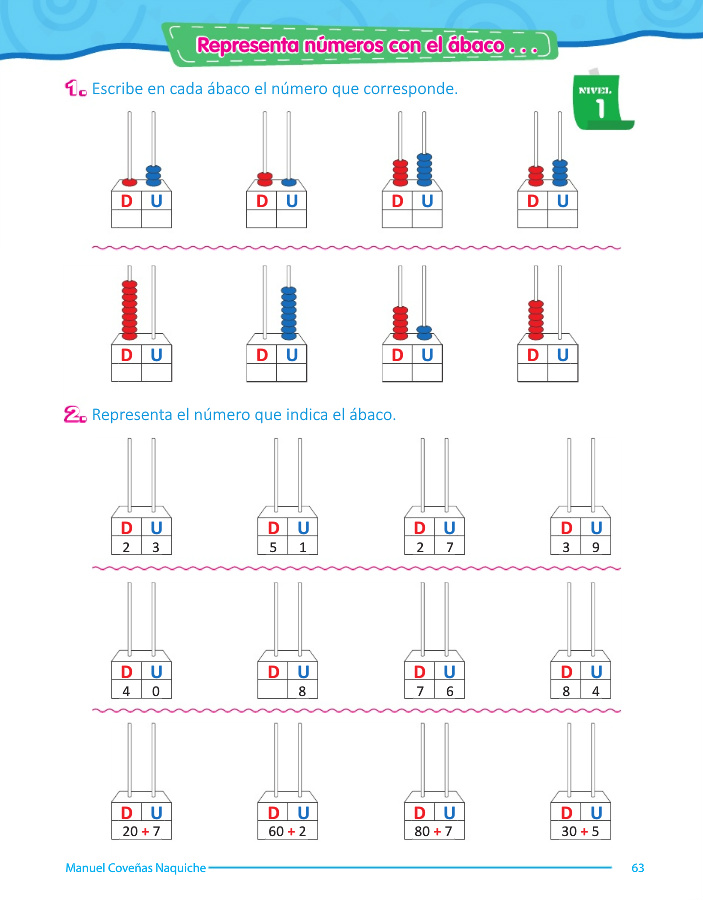 Representa números con el ábaco . . .
1. Escribe en cada ábaco el número que corresponde.
NIVEL
1
D U D U D U D U
D U D U D U D U
2. Representa el número que indica el ábaco.
D U D U D U D U
2 3 5 1 2 7 3 9
D U D U D U D U
4 0 8 7 6 8 4
D U D U D U D U
20 + 7 60 + 2 80 + 7 30 + 5
Manuel Coveñas Naquiche 63